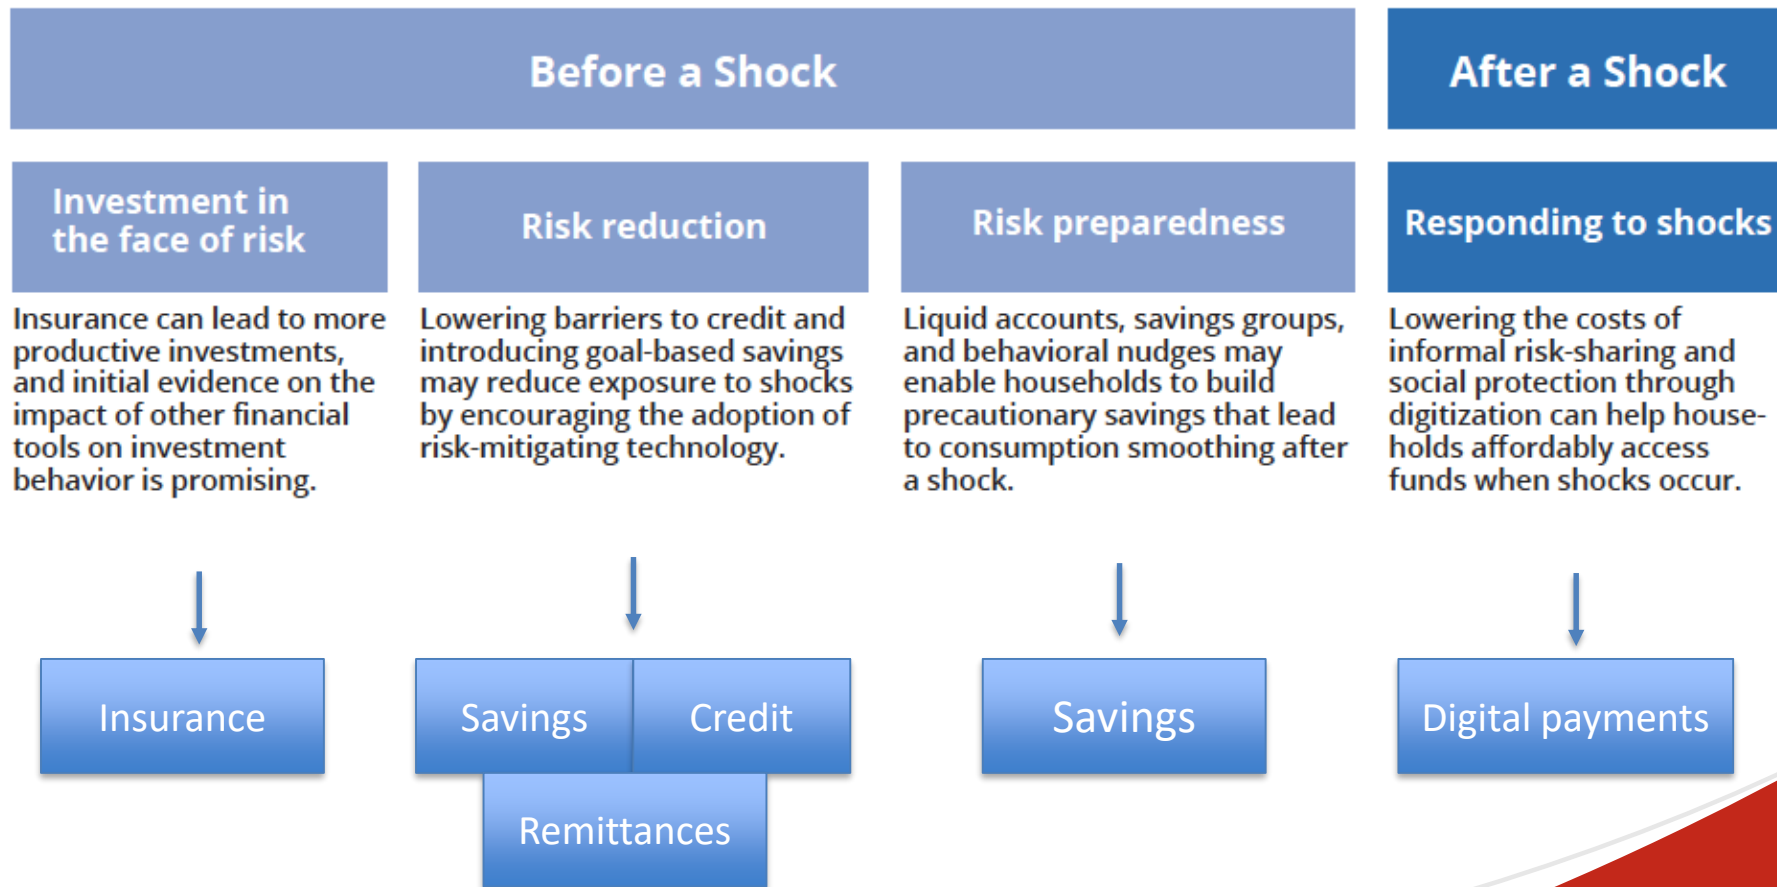 Before a Shock
After a Shock
Investment in
the face of risk
Risk reduction
Risk preparedness
Responding to shocks
Insurance can lead to more
productive investments,
and initial evidence on the
impact of other financial
tools on investment
behavior is promising.
Lowering barriers to credit and
introducing goal-based savings
may reduce exposure to shocks
by encouraging the adoption of
risk-mitigating technology.
Liquid accounts, savings groups,
and behavioral nudges may
enable households to build
precautionary savings that lead
to consumption smoothing after
a shock.
Lowering the costs of
informal risk-sharing and
social protection through
digitization can help house-
holds affordably access
funds when shocks occur.
Insurance
Savings
Credit
Remittances
Savings
Digital payments